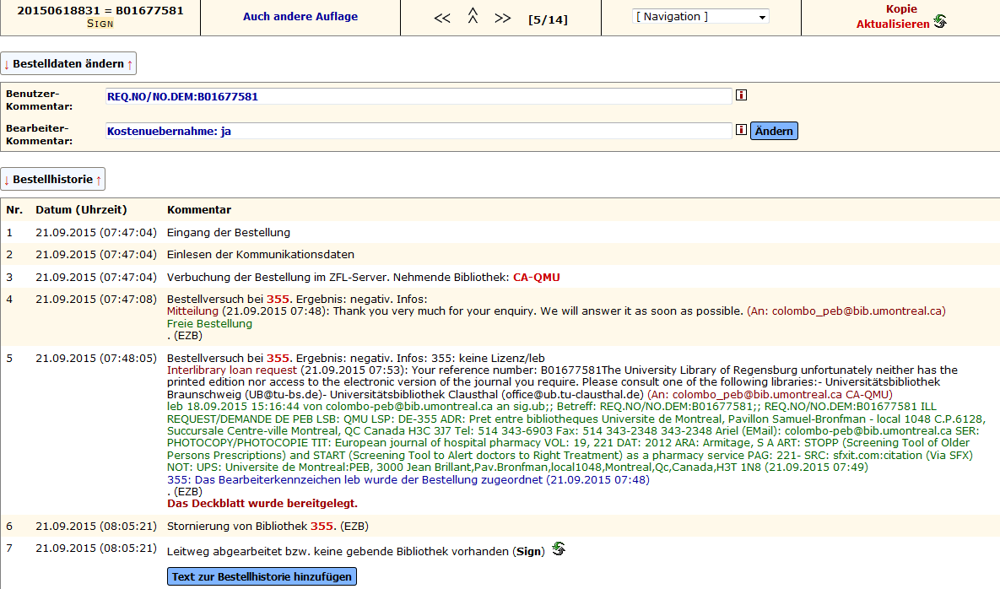 20150618831 = B01677581
SIGN
Auch andere Auflage
<< ^ >> [5/14]
[ Navigation ]
Kopie
Aktualisieren
↓ Bestelldaten ändern ↑
Benutzer-
Kommentar:
REQ.NO/NO.DEM:B01677581
i
Bearbeiter-
Kommentar:
Kostenuebernahme: ja
i
Ändern
↓ Bestellhistorie ↑
Nr. Datum (Uhrzeit) Kommentar
1 21.09.2015 (07:47:04) Eingang der Bestellung
2 21.09.2015 (07:47:04) Einlesen der Kommunikationsdaten
3 21.09.2015 (07:47:04) Verbuchung der Bestellung im ZFL-Server. Nehmende Bibliothek: CA-QMU
4 21.09.2015 (07:47:08) Bestellversuch bei 355. Ergebnis: negativ. Infos:
Mitteilung (21.09.2015 07:48): Thank you very much for your enquiry. We will answer it as soon as possible. (An: colombo_peb@bib.umontreal.ca)
Freie Bestellung
. (EZB)
5 21.09.2015 (07:48:05) Bestellversuch bei 355. Ergebnis: negativ. Infos: 355: keine Lizenz/leb
Interlibrary loan request (21.09.2015 07:53): Your reference number: B01677581The University Library of Regensburg unfortunately neither has the
printed edition nor access to the electronic version of the journal you require. Please consult one of the following libraries:- Universitätsbibliothek
Braunschweig (UB@tu-bs.de)- Universitätsbibliothek Clausthal (office@ub.tu-clausthal.de) (An: colombo_peb@bib.umontreal.ca CA-QMU)
leb 18.09.2015 15:16:44 von colombo-peb@bib.umontreal.ca an sig.ub;; Betreff: REQ.NO/NO.DEM:B01677581;; REQ.NO/NO.DEM:B01677581 ILL
REQUEST/DEMANDE DE PEB LSB: QMU LSP: DE-355 ADR: Pret entre bibliotheques Universite de Montreal, Pavillon Samuel-Bronfman - local 1048 C.P.6128,
Succursale Centre-ville Montreal, QC Canada H3C 3J7 Tel: 514 343-6903 Fax: 514 343-2348 343-2348 Ariel (EMail): colombo-peb@bib.umontreal.ca SER:
PHOTOCOPY/PHOTOCOPIE TIT: European journal of hospital pharmacy VOL: 19, 221 DAT: 2012 ARA: Armitage, S A ART: STOPP (Screening Tool of Older
Persons Prescriptions) and START (Screening Tool to Alert doctors to Right Treatment) as a pharmacy service PAG: 221- SRC: sfxit.com:citation (Via SFX)
NOT: UPS: Universite de Montreal:PEB, 3000 Jean Brillant,Pav.Bronfman,local1048,Montreal,Qc,Canada,H3T 1N8 (21.09.2015 07:49)
355: Das Bearbeiterkennzeichen leb wurde der Bestellung zugeordnet (21.09.2015 07:48)
. (EZB)
Das Deckblatt wurde bereitgelegt.
6 21.09.2015 (08:05:21) Stornierung von Bibliothek 355. (EZB)
7 21.09.2015 (08:05:21) Leitweg abgearbeitet bzw. keine gebende Bibliothek vorhanden (Sign)
Text zur Bestellhistorie hinzufügen